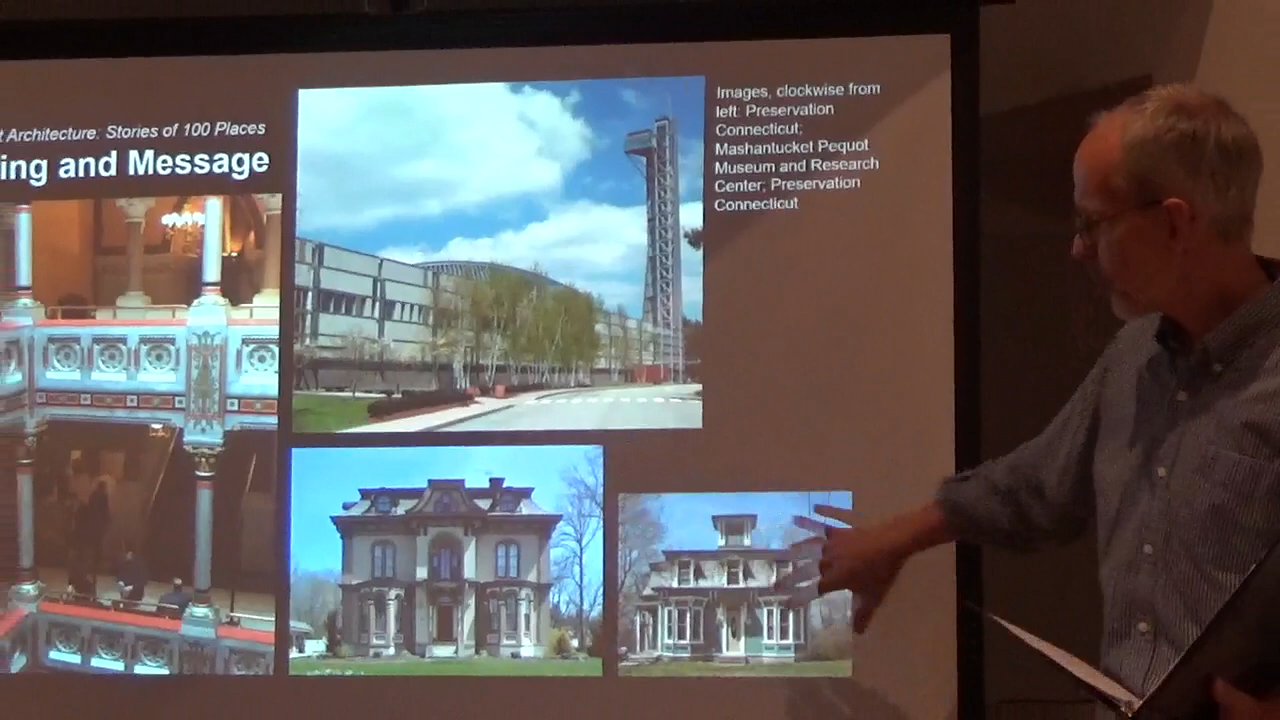 t Architecture: Stories of 100 Places
ing and Message
Images, clockwise from
left: Preservation
Connecticut;
Mashantucket Pequot
Museum and Research
Center; Preservation
Connecticut